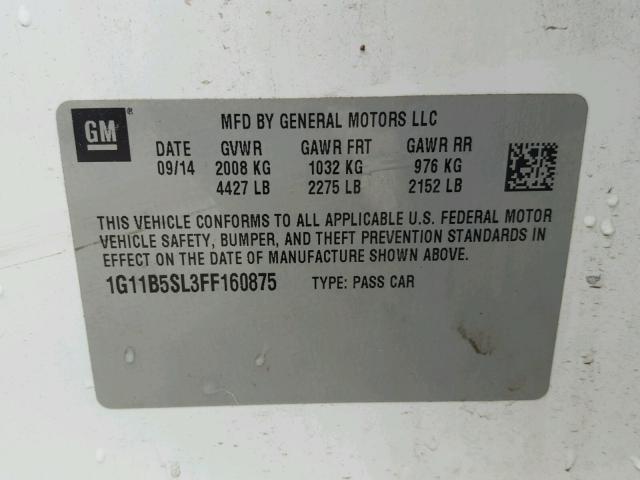 GM®
MFD BY GENERAL MOTORS LLC
DATE GVWR GAWR FRT GAWR RR
09/14 2008 KG 1032 KG 976 KG
4427 LB 2275 LB 2152 LB
THIS VEHICLE CONFORMS TO ALL APPLICABLE U.S. FEDERAL MOTOR
VEHICLE SAFETY, BUMPER, AND THEFT PREVENTION STANDARDS IN
EFFECT ON THE DATE OF MANUFACTURE SHOWN ABOVE.
1G11B5SL3FF160875 TYPE: PASS CAR